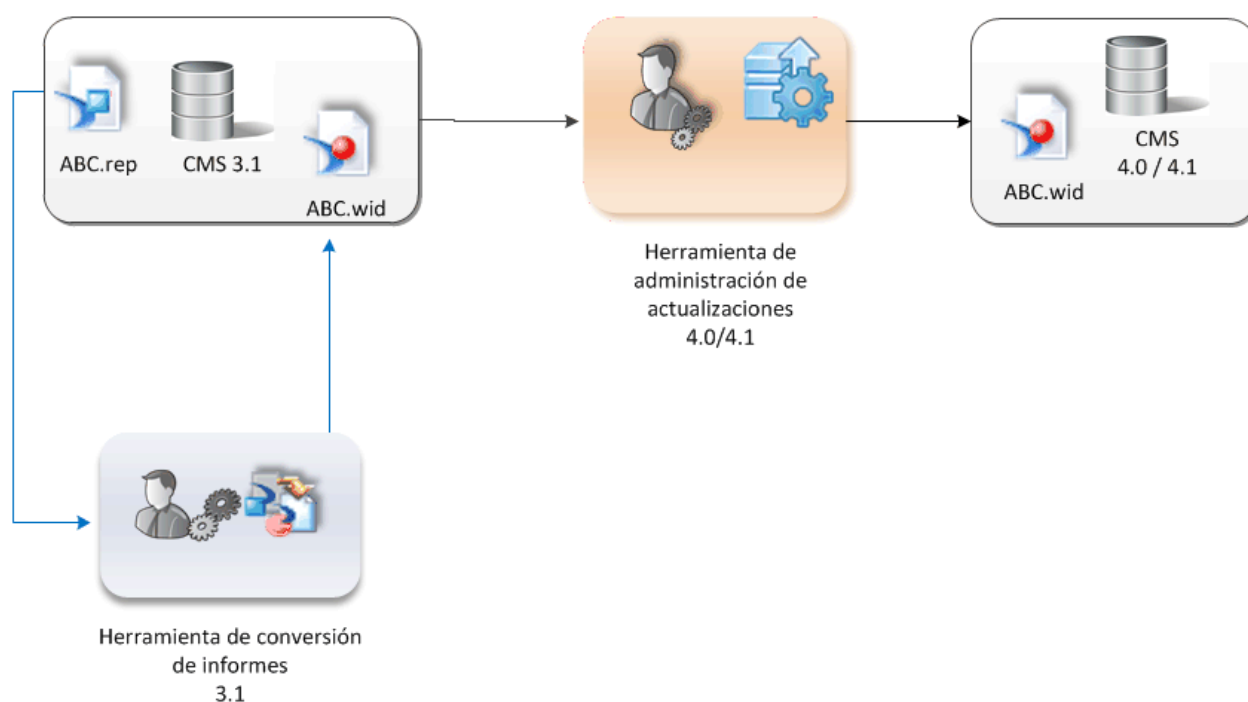 ABC.rep
CMS 3.1
ABC.wid
CMS
4.0 / 4.1
ABC.wid
Herramienta de
administración de
actualizaciones
4.0/4.1
Herramienta de conversión
de informes
3.1